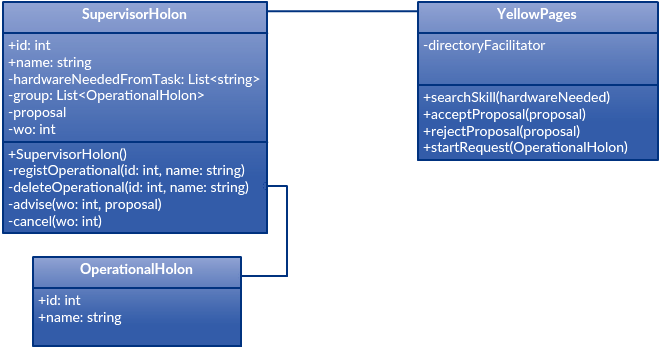 SupervisorHolon
+id: int
+name: string
-hardwareNeededFromTask: List<string>
-group: List<OperationalHolon>
-proposal
-wo: int
+SupervisorHolon()
-registOperational(id: int, name: string)
-deleteOperational(id: int, name: string)
-advise(wo: int, proposal)
-cancel(wo: int)
YellowPages
-directoryFacilitator
+searchSkill(hardwareNeeded)
+acceptProposal(proposal)
+rejectProposal(proposal)
+startRequest(OperationalHolon)
OperationalHolon
+id: int
+name: string